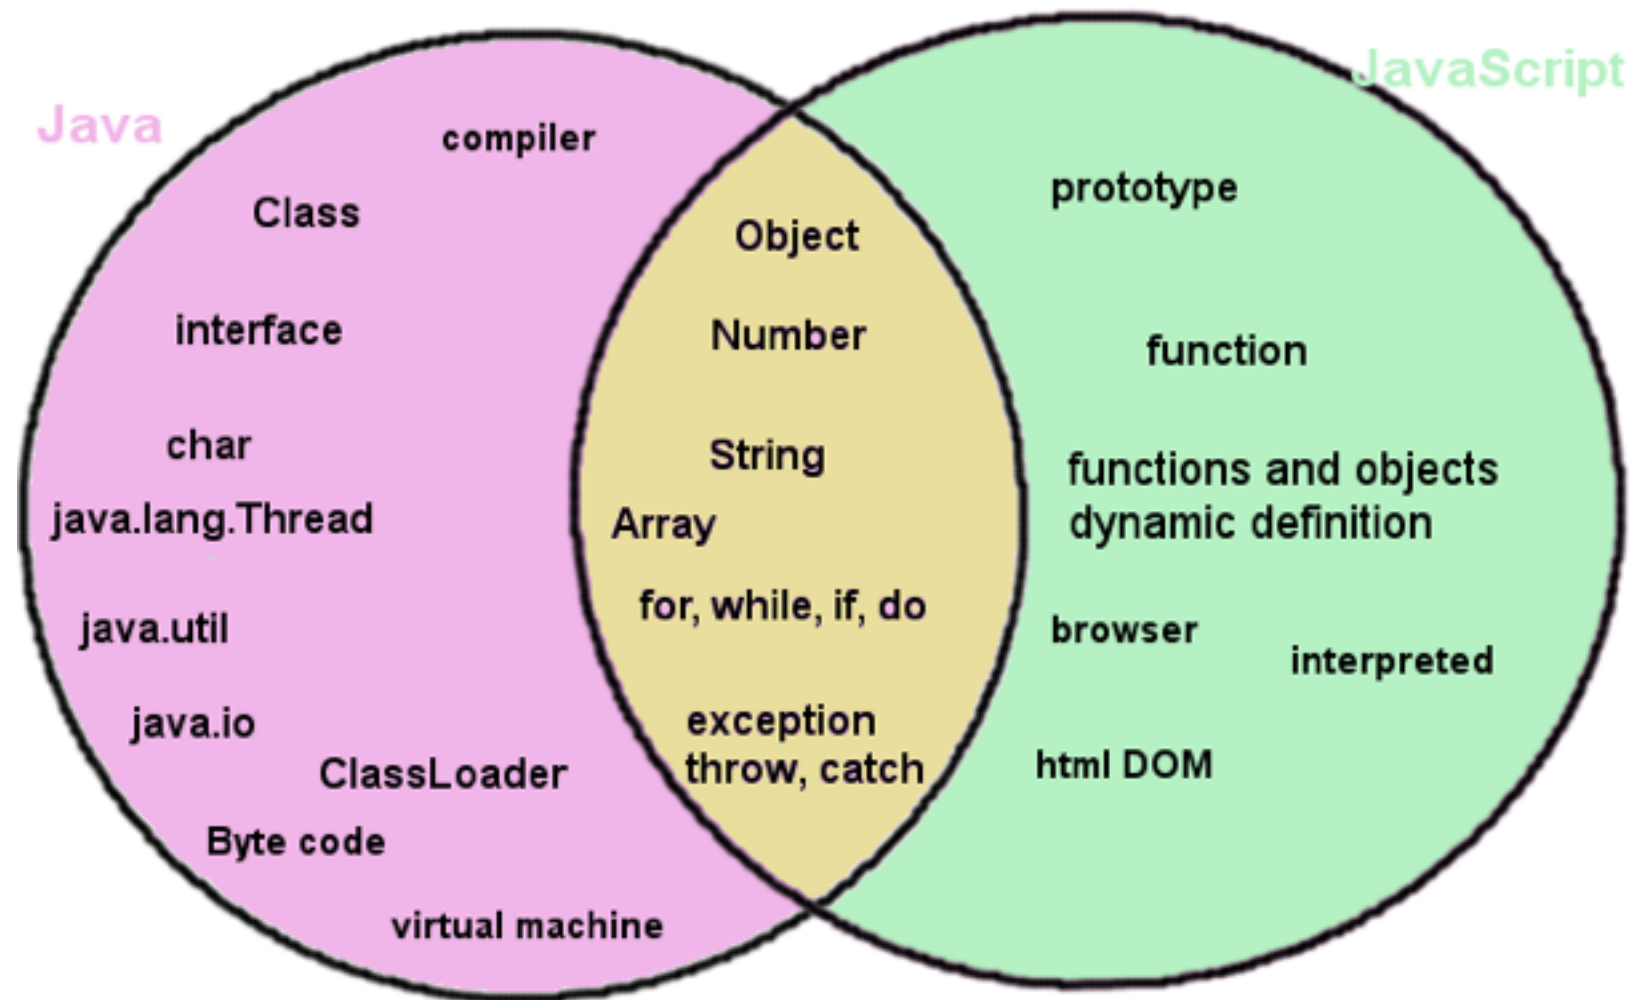 Java
compiler
Class
interface
char
java.lang.Thread
java.util
java.io
ClassLoader
Byte code
virtual machine
Object
Number
String
Array
for, while, if, do
exception
throw, catch
JavaScript
prototype
function
functions and objects
dynamic definition
browser
interpreted
html DOM